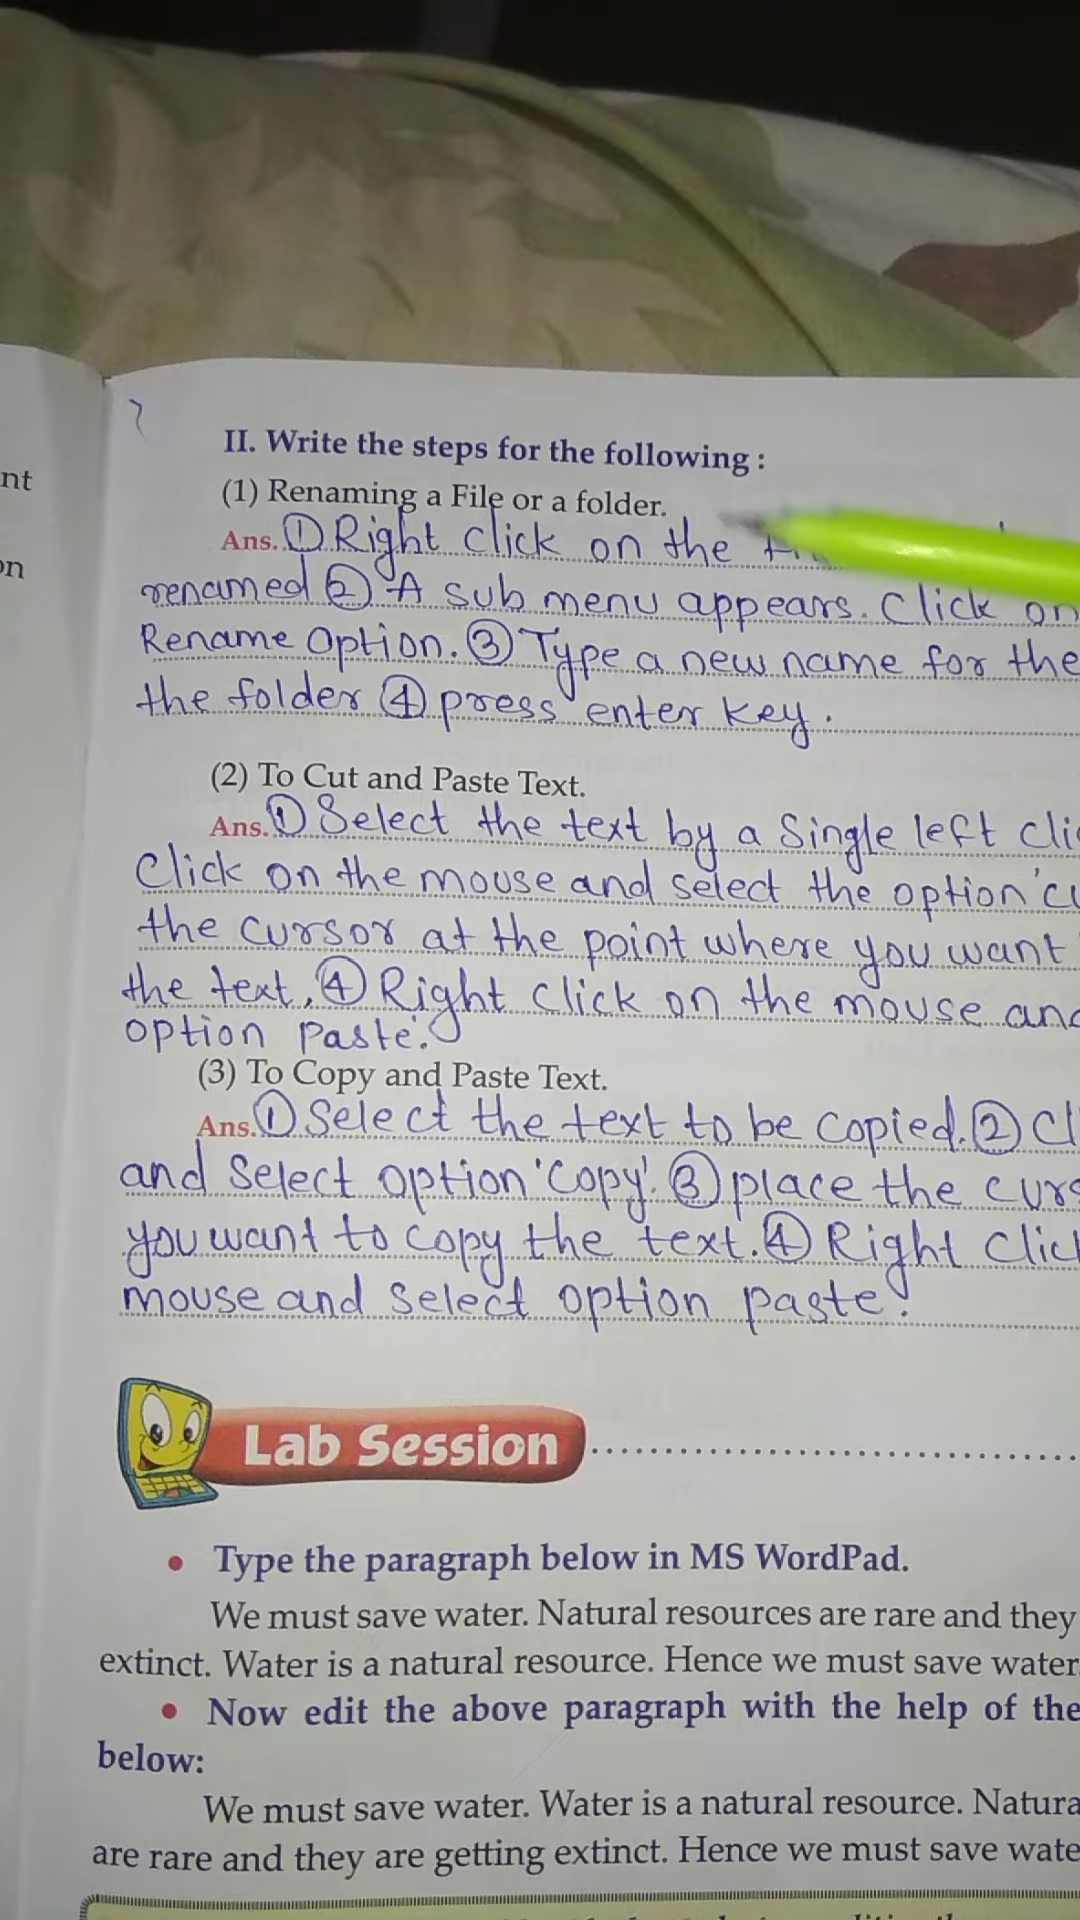 nt
on
II. Write the steps for the following :
(1) Renaming a File or a folder.
Ans. ① Right click on the
renamed ② A sub menu appears. Click on
Rename Option. ③ Type a new name for the
the folder ④ press enter key.
(2) To Cut and Paste Text.
Ans. ① Select the text by a single left
Click on the mouse and select the option
the cursor at the point where you want
the text, ④ Right click on the mouse
option paste'.
(3) To Copy and Paste Text.
Ans. ① Select the text to be copied. ②
and select option 'copy'. ③ place the
you want to copy the text. ④ Right
mouse and select option paste'.
Lab Session
• Type the paragraph below in MS WordPad.
We must save water. Natural resources are rare and they
extinct. Water is a natural resource. Hence we must save water
• Now edit the above paragraph with the help of the
below:
We must save water. Water is a natural resource.
are rare and they are getting extinct. Hence we must save